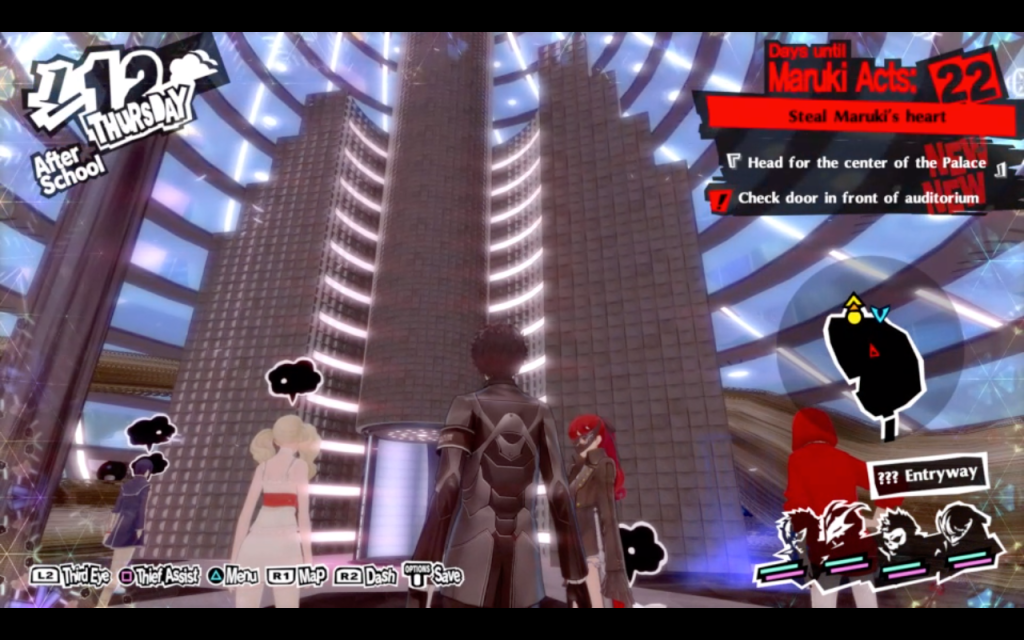 1 12
THURSDAY
After
School
Days until
Maruki Acts: 22
Steal Maruki's heart
NEW
Head for the center of the Palace
NEW
Check door in front of auditorium
??? Entryway
L2 Third Eye Thief Assist Menu R1 Map R2 Dash OPTIONS Save